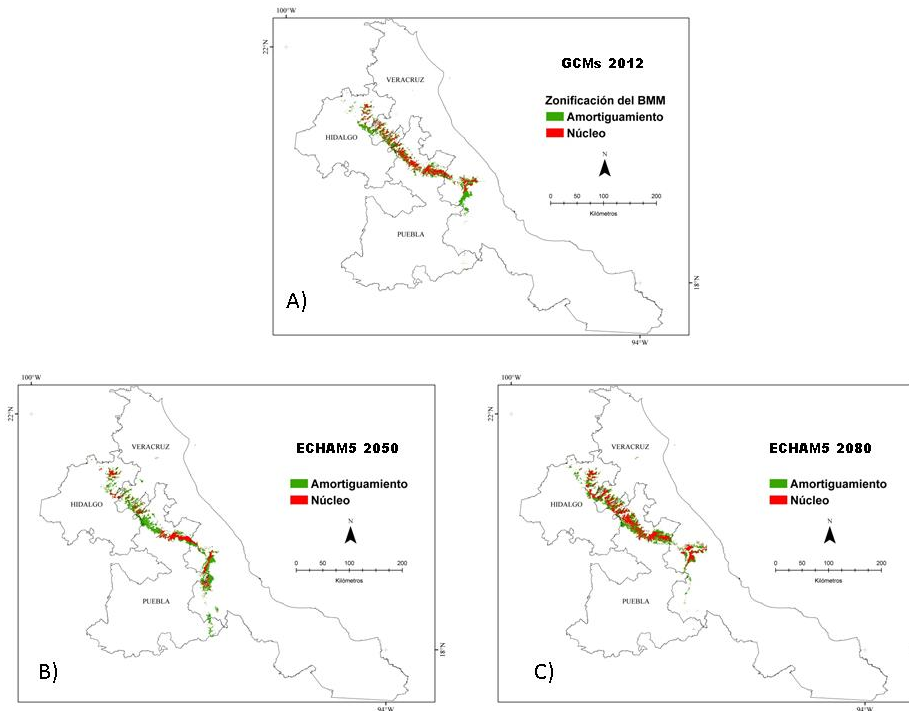 100°W
22°N
VERACRUZ
GCMs 2012
Zonificación del BMM
Amortiguamiento
Núcleo
HIDALGO
N
0 50 100 200
Kilómetros
PUEBLA
A)
18°N
94°W
100°W
22°N
VERACRUZ
ECHAM5 2050
Amortiguamiento
Núcleo
HIDALGO
N
0 50 100 200
Kilómetros
PUEBLA
B)
18°N
94°W
100°W
22°N
VERACRUZ
ECHAM5 2080
Amortiguamiento
Núcleo
HIDALGO
N
0 50 100 200
Kilómetros
PUEBLA
C)
94°W